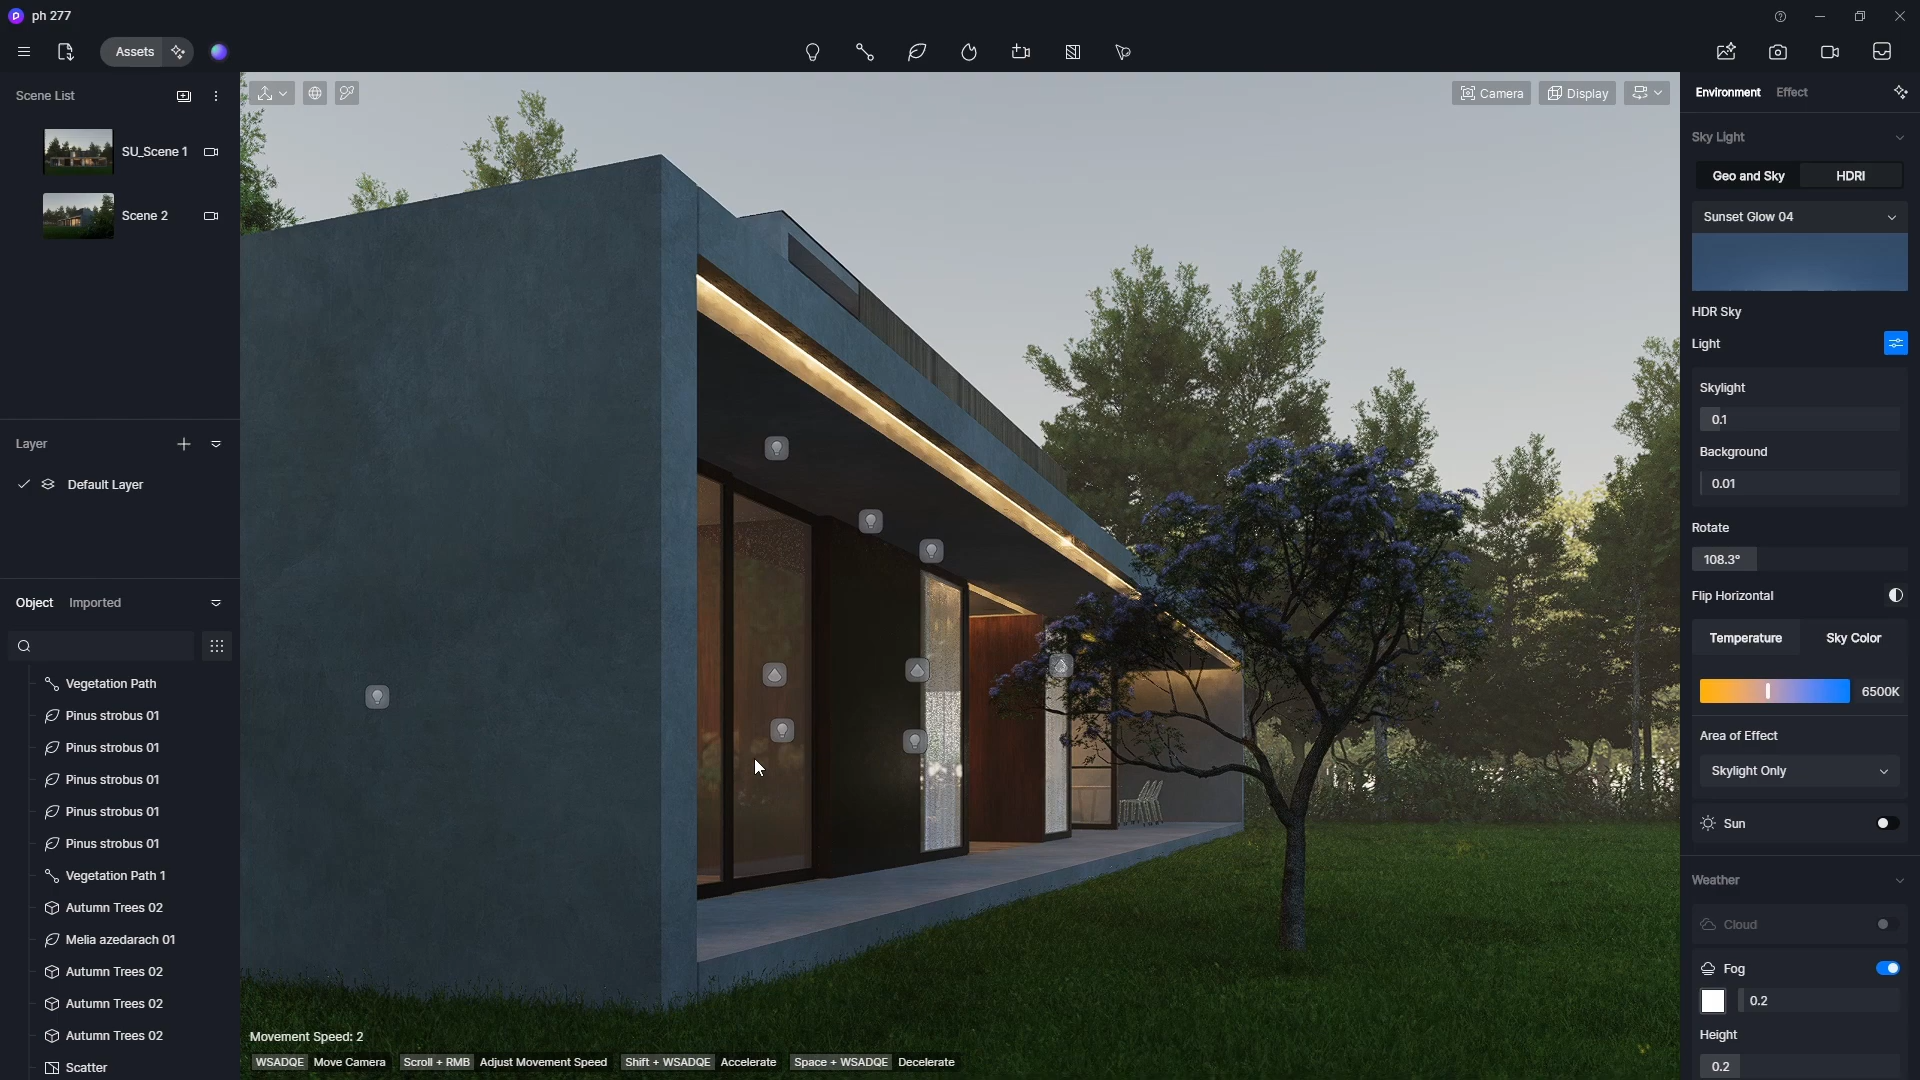 ph 277
Assets
Scene List
SU_Scene 1
Scene 2
Layer
Default Layer
Object Imported
Vegetation Path
Pinus strobus 01
Pinus strobus 01
Pinus strobus 01
Pinus strobus 01
Pinus strobus 01
Vegetation Path 1
Autumn Trees 02
Melia azedarach 01
Autumn Trees 02
Autumn Trees 02
Autumn Trees 02
Scatter
Camera
Display
Movement Speed: 2
WSADQE Move Camera Scroll + RMB Adjust Movement Speed Shift + WSADQE Accelerate Space + WSADQE Decelerate
Environment Effect
Sky Light
Geo and Sky HDRI
Sunset Glow 04
HDR Sky
Light
Skylight
0.1
Background
0.01
Rotate
108.3°
Flip Horizontal
Temperature Sky Color
6500K
Area of Effect
Skylight Only
Sun
Weather
Cloud
Fog
0.2
Height
0.2